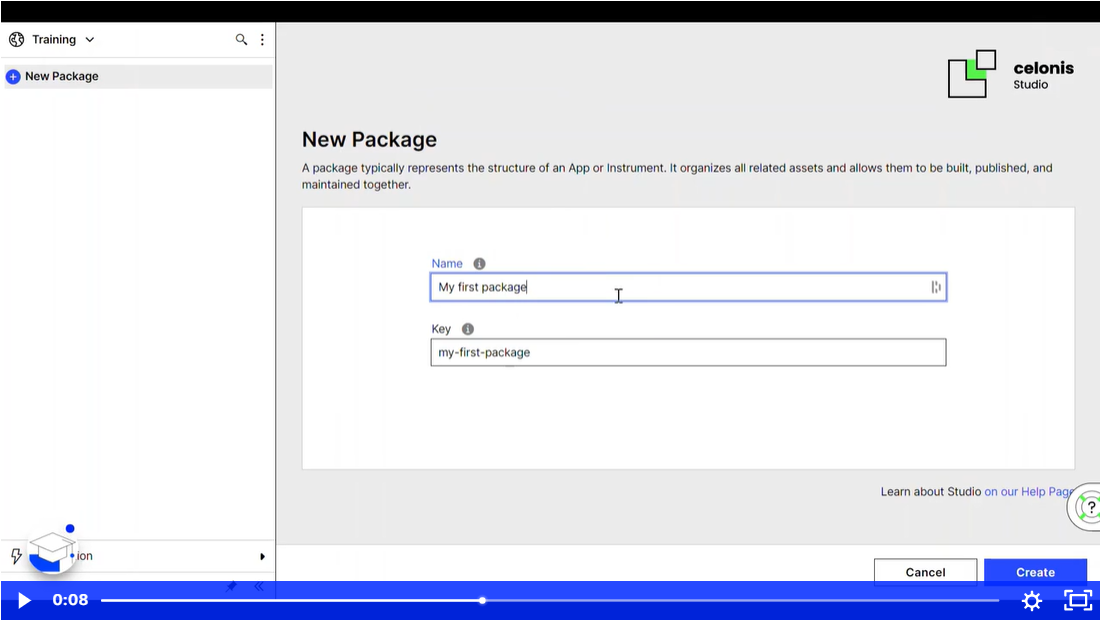 Training
New Package
celonis
Studio
New Package
A package typically represents the structure of an App or Instrument. It organizes all related assets and allows them to be built, published, and
maintained together.
Name
My first package
Key
my-first-package
Learn about Studio on our Help Page
?
ion
Cancel
Create
0:08